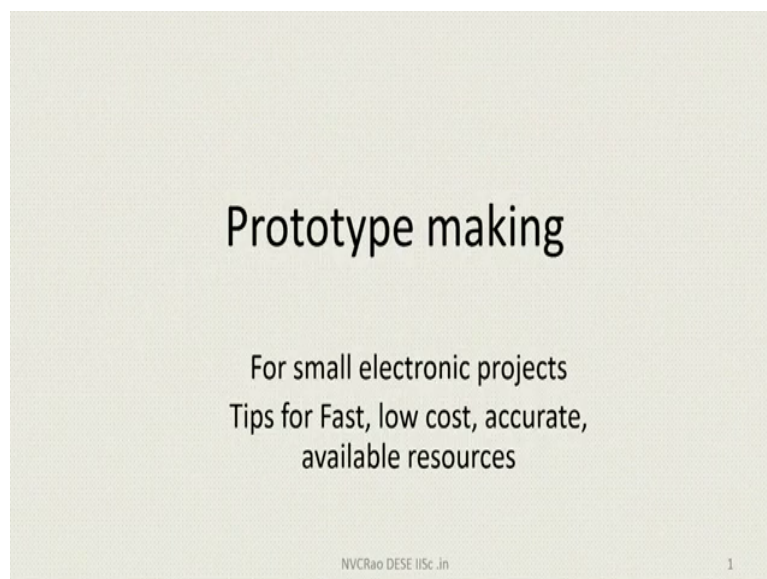 Prototype making
For small electronic projects
Tips for Fast, low cost, accurate,
available resources
NVCRao DESE IISc .in
1